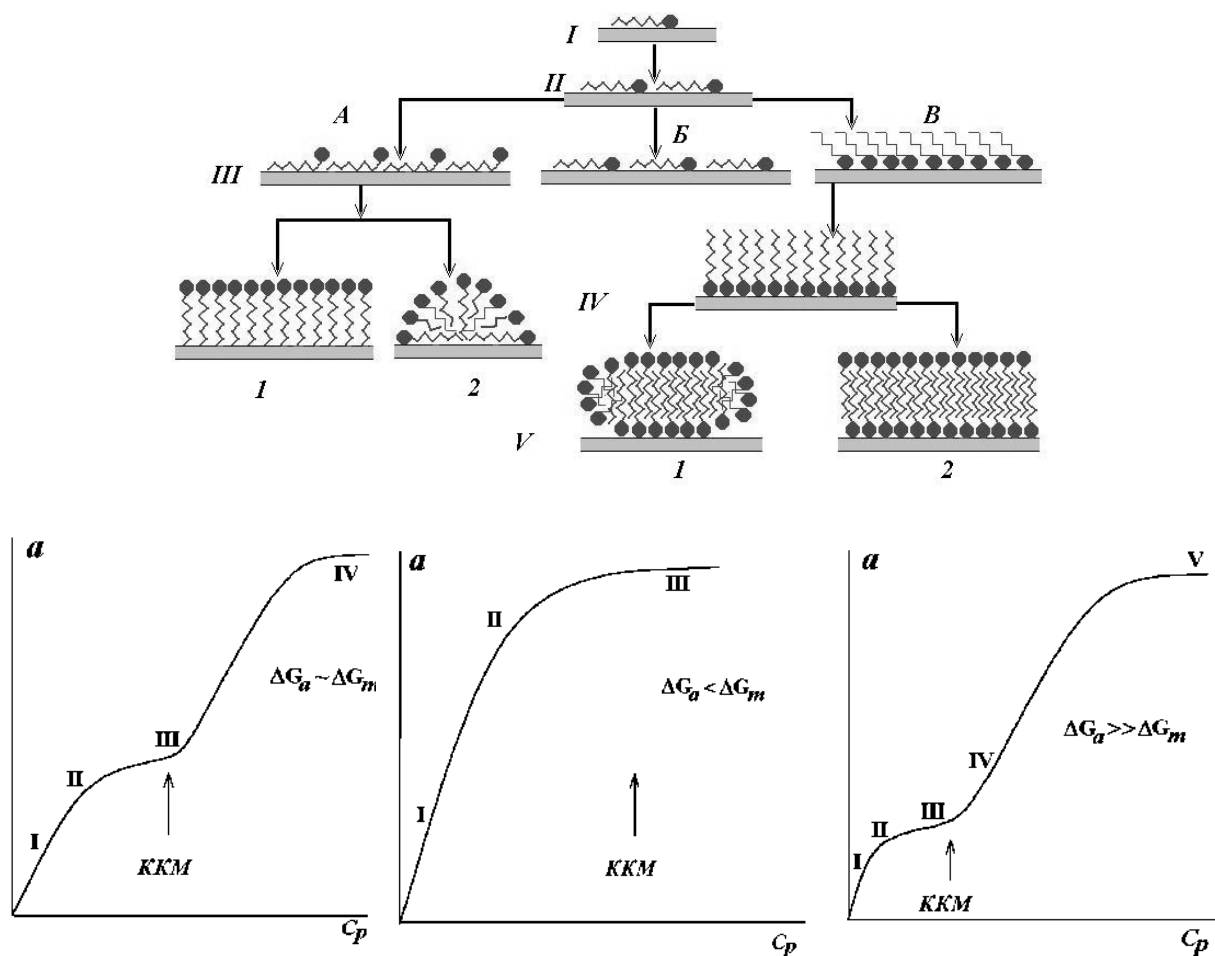 I
II
А
Б
В
III
1
2
IV
V
1
2
a
IV
ΔGa ~ ΔGm
III
II
I
ККМ
Cp
a
III
II
ΔGa < ΔGm
I
ККМ
Cp
a
V
ΔGa >> ΔGm
IV
III
II
I
ККМ
Cp